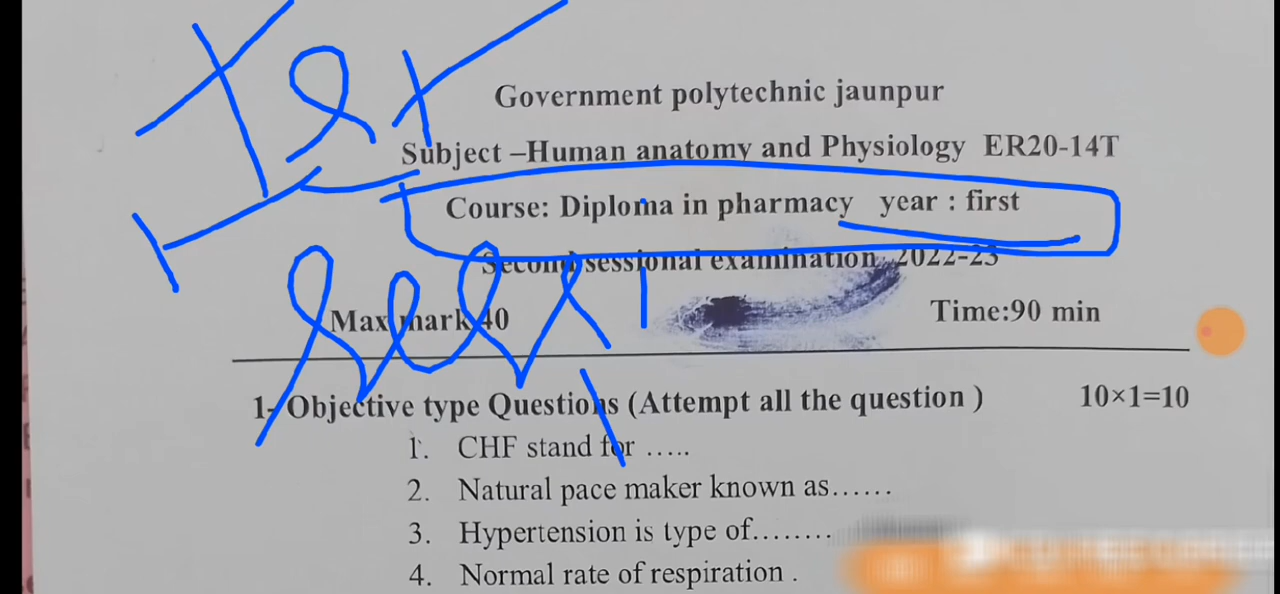 Government polytechnic jaunpur
Subject –Human anatomy and Physiology ER20-14T
Course: Diploma in pharmacy year : first
Second sessional examination, 2022-23
Max mark 40 Time:90 min
1- Objective type Questions (Attempt all the question ) 10×1=10
1. CHF stand for .....
2. Natural pace maker known as......
3. Hypertension is type of........
4. Normal rate of respiration .